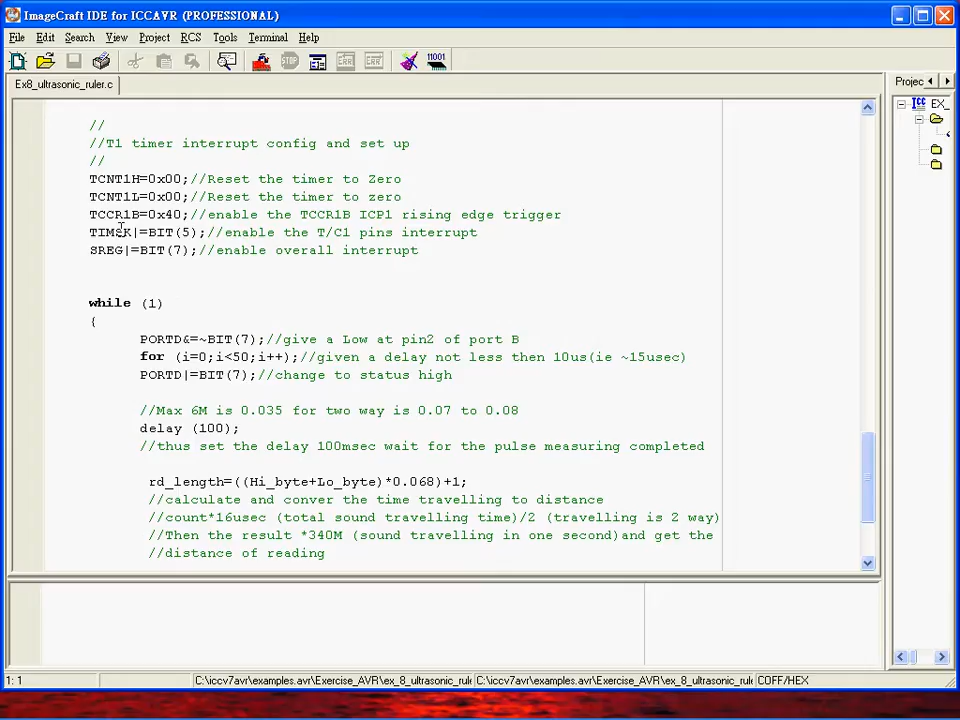 ImageCraft IDE for ICCAVR (PROFESSIONAL)
File Edit Search View Project RCS Tools Terminal Help
STOP ERR ERR 11001
Ex8_ultrasonic_ruler.c
Projec
ICC EX_
//
//T1 timer interrupt config and set up
//
TCNT1H=0x00;//Reset the timer to Zero
TCNT1L=0x00;//Reset the timer to zero
TCCR1B=0x40;//enable the TCCR1B ICP1 rising edge trigger
TIMSK|=BIT(5);//enable the T/C1 pins interrupt
SREG|=BIT(7);//enable overall interrupt
while (1)
{
PORTD&=~BIT(7);//give a Low at pin2 of port B
for (i=0;i<50;i++);//given a delay not less then 10us(ie ~15usec)
PORTD|=BIT(7);//change to status high
//Max 6M is 0.035 for two way is 0.07 to 0.08
delay (100);
//thus set the delay 100msec wait for the pulse measuring completed
rd_length=((Hi_byte+Lo_byte)*0.068)+1;
//calculate and conver the time travelling to distance
//count*16usec (total sound travelling time)/2 (travelling is 2 way)
//Then the result *340M (sound travelling in one second)and get the
//distance of reading
1: 1 C:\iccv7avr\examples.avr\Exercise_AVR\ex_8_ultrasonic_rule C:\iccv7avr\examples.avr\Exercise_AVR\ex_8_ultrasonic_rule COFF/HEX